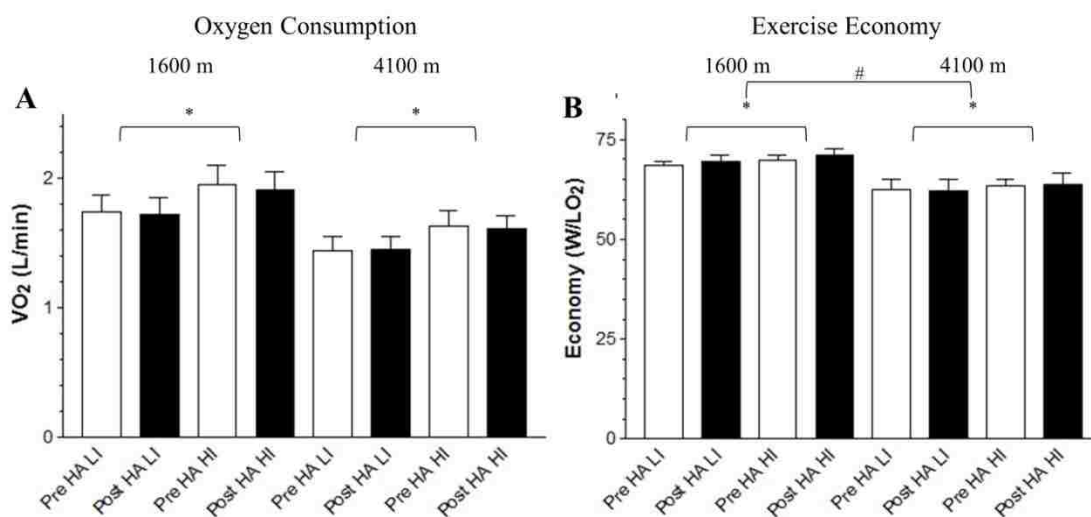 Oxygen Consumption
1600 m
4100 m
A
*
*
2
1
0
VO₂ (L/min)
Pre HA LI
Post HA LI
Pre HA HI
Post HA HI
Pre HA LI
Post HA LI
Pre HA HI
Post HA HI
Exercise Economy
1600 m
4100 m
#
B
*
*
75
50
25
0
Economy (W/LO₂)
Pre HA LI
Post HA LI
Pre HA HI
Post HA HI
Pre HA LI
Post HA LI
Pre HA HI
Post HA HI